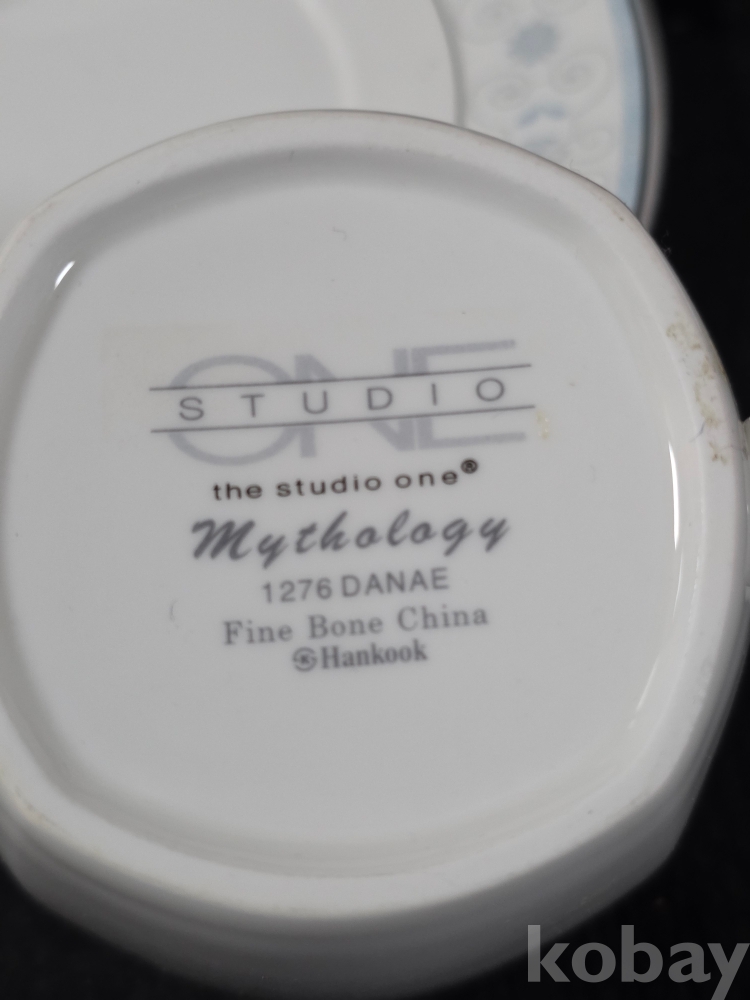 ONE
STUDIO
the studio one®
Mythology
1276 DANAE
Fine Bone China
Hankook
kobay